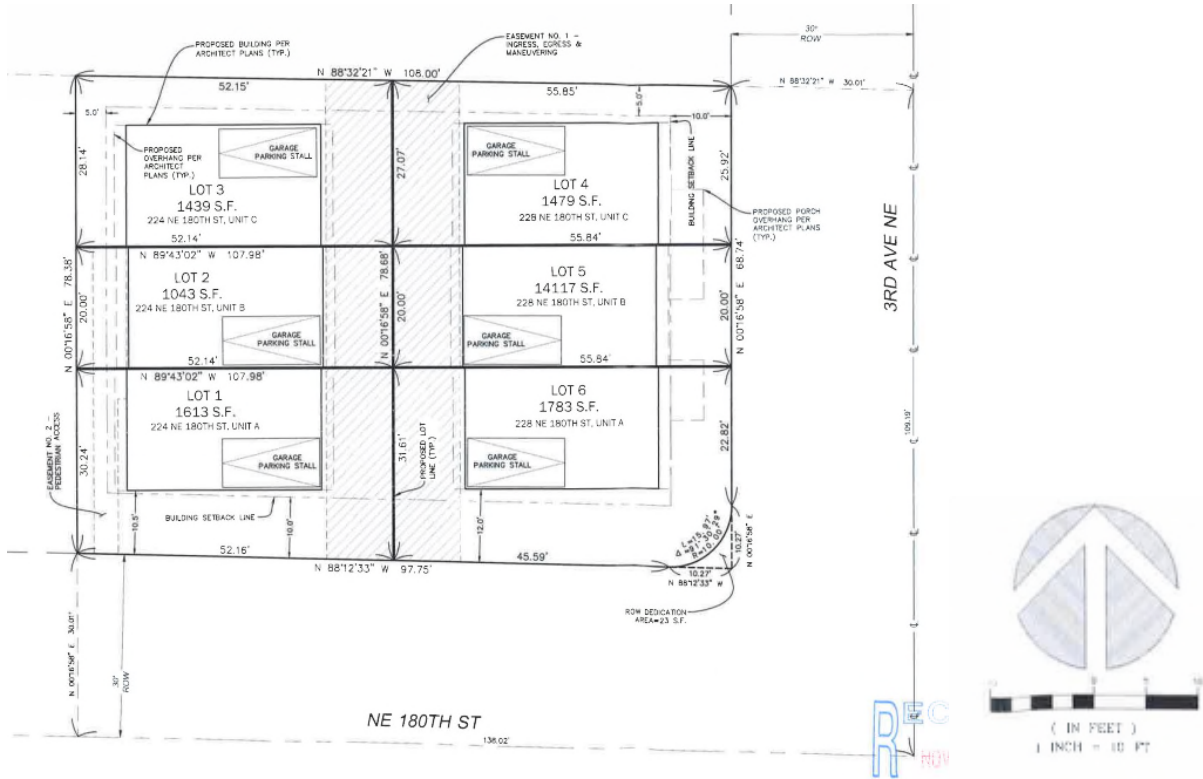 30'
ROW
PROPOSED BUILDING PER
ARCHITECT PLANS (TYP.)
EASEMENT NO. 1 -
INGRESS, EGRESS &
MANEUVERING
N 88°32'21" W 108.00'
N 88°32'21" W 30.01'
52.15'
55.85'
5.0'
5.0'
10.0'
PROPOSED
OVERHANG PER
ARCHITECT
PLANS (TYP.)
GARAGE
PARKING STALL
GARAGE
PARKING STALL
BUILDING SETBACK LINE
28.14'
27.07'
25.92'
LOT 3
1439 S.F.
224 NE 180TH ST, UNIT C
LOT 4
1479 S.F.
228 NE 180TH ST, UNIT C
PROPOSED PORCH
OVERHANG PER
ARCHITECT PLANS
(TYP.)
52.14'
55.84'
N 89°43'02" W 107.98'
3RD AVE NE
N 00°16'58" E 78.38'
N 00°16'58" E 78.68'
N 00°16'58" E 68.74'
LOT 2
1043 S.F.
224 NE 180TH ST, UNIT B
LOT 5
14117 S.F.
228 NE 180TH ST, UNIT B
20.00'
20.00'
20.00'
GARAGE
PARKING STALL
GARAGE
PARKING STALL
52.14'
55.84'
N 89°43'02" W 107.98'
LOT 1
1613 S.F.
224 NE 180TH ST, UNIT A
LOT 6
1783 S.F.
228 NE 180TH ST, UNIT A
EASEMENT NO. 2 -
PEDESTRIAN ACCESS
30.24'
31.61'
PROPOSED LOT
LINE (TYP.)
22.82'
109.19'
GARAGE
PARKING STALL
GARAGE
PARKING STALL
BUILDING SETBACK LINE
10.5'
10.0'
12.0'
L=15.97'
Δ=91°30'29"
R=10.00'
10.27'
N 00°16'58" E
52.16'
45.59'
N 88°12'33" W 97.75'
10.27'
N 88°12'33" W
ROW DEDICATION
AREA=23 S.F.
N 00°16'58" E 30.01'
30'
ROW
NE 180TH ST
138.02'
REC
NOV
( IN FEET )
1 INCH = 10 FT